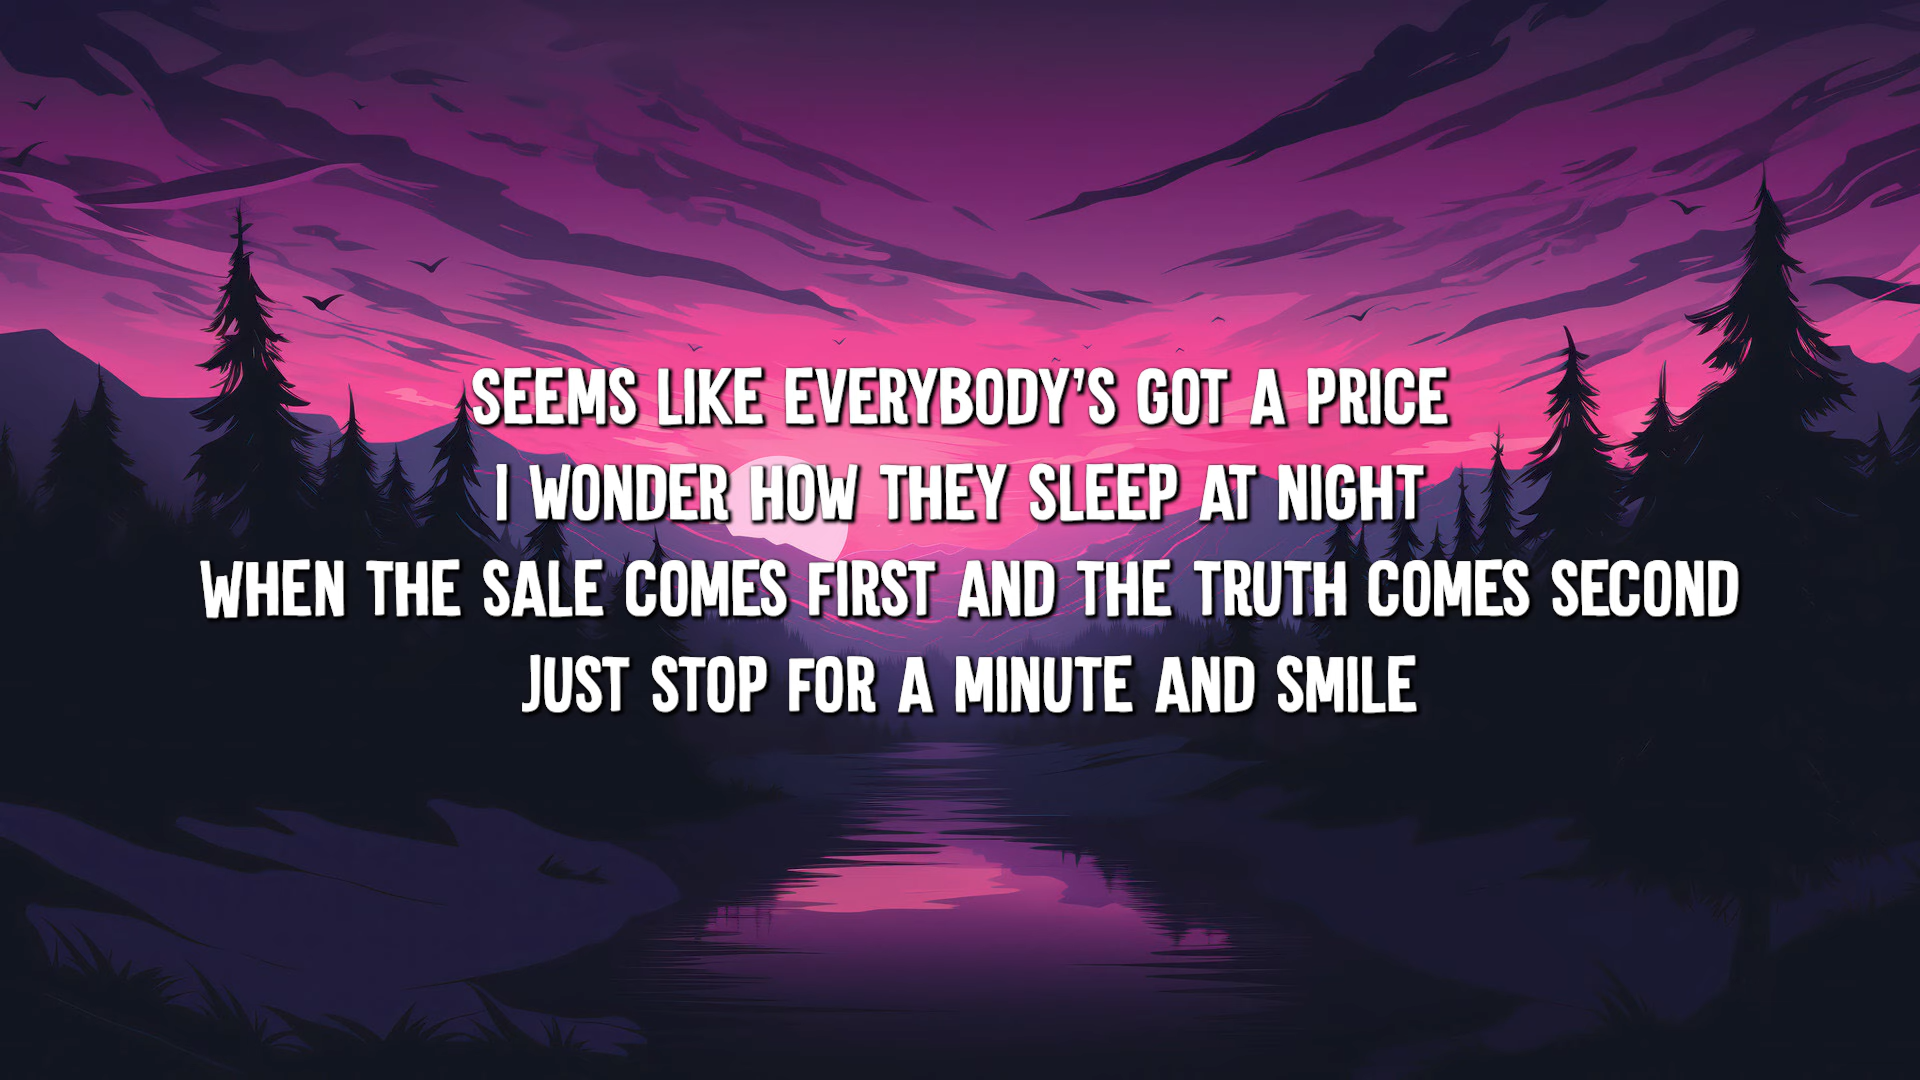 SEEMS LIKE EVERYBODY'S GOT A PRICE
I WONDER HOW THEY SLEEP AT NIGHT
WHEN THE SALE COMES FIRST AND THE TRUTH COMES SECOND
JUST STOP FOR A MINUTE AND SMILE